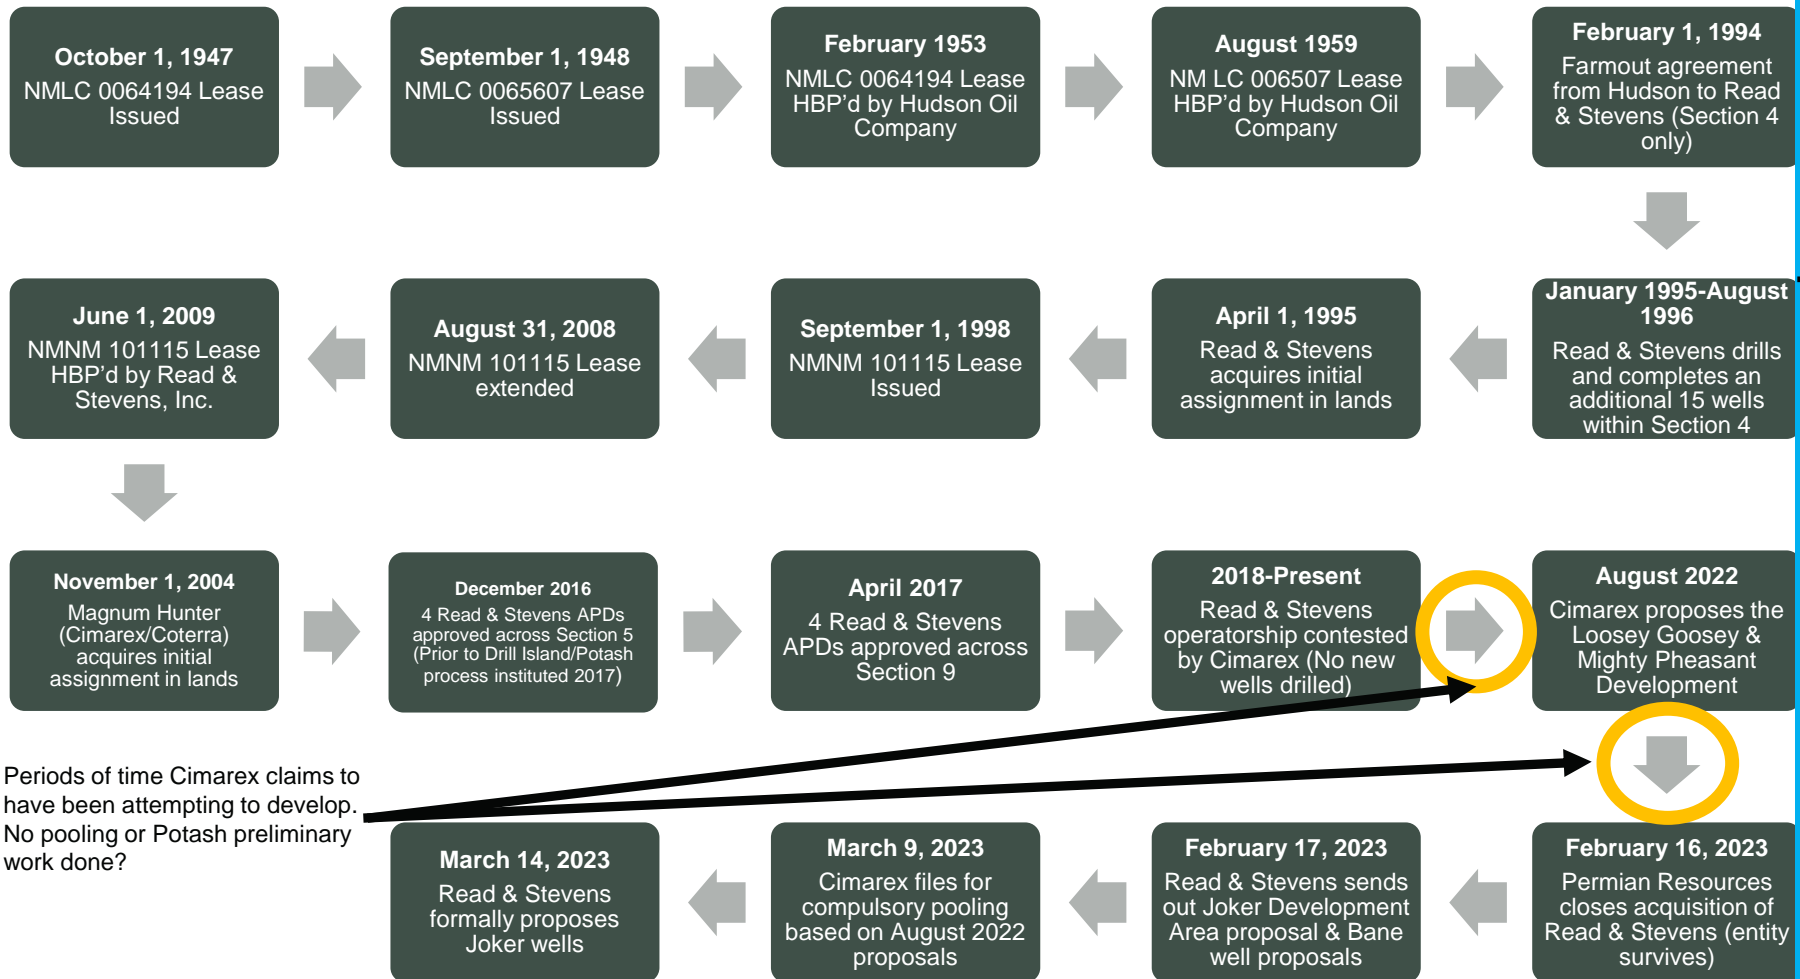 October 1, 1947
NMLC 0064194 Lease
Issued
September 1, 1948
NMLC 0065607 Lease
Issued
February 1953
NMLC 0064194 Lease
HBP’d by Hudson Oil
Company
August 1959
NM LC 006507 Lease
HBP’d by Hudson Oil
Company
February 1, 1994
Farmout agreement
from Hudson to Read
& Stevens (Section 4
only)
January 1995-August
1996
Read & Stevens drills
and completes an
additional 15 wells
within Section 4
April 1, 1995
Read & Stevens
acquires initial
assignment in lands
September 1, 1998
NMNM 101115 Lease
Issued
August 31, 2008
NMNM 101115 Lease
extended
June 1, 2009
NMNM 101115 Lease
HBP’d by Read &
Stevens, Inc.
November 1, 2004
Magnum Hunter
(Cimarex/Coterra)
acquires initial
assignment in lands
December 2016
4 Read & Stevens APDs
approved across Section 5
(Prior to Drill Island/Potash
process instituted 2017)
April 2017
4 Read & Stevens
APDs approved across
Section 9
2018-Present
Read & Stevens
operatorship contested
by Cimarex (No new
wells drilled)
August 2022
Cimarex proposes the
Loosey Goosey &
Mighty Pheasant
Development
February 16, 2023
Permian Resources
closes acquisition of
Read & Stevens (entity
survives)
February 17, 2023
Read & Stevens sends
out Joker Development
Area proposal & Bane
well proposals
March 9, 2023
Cimarex files for
compulsory pooling
based on August 2022
proposals
March 14, 2023
Read & Stevens
formally proposes
Joker wells
Periods of time Cimarex claims to
have been attempting to develop.
No pooling or Potash preliminary
work done?